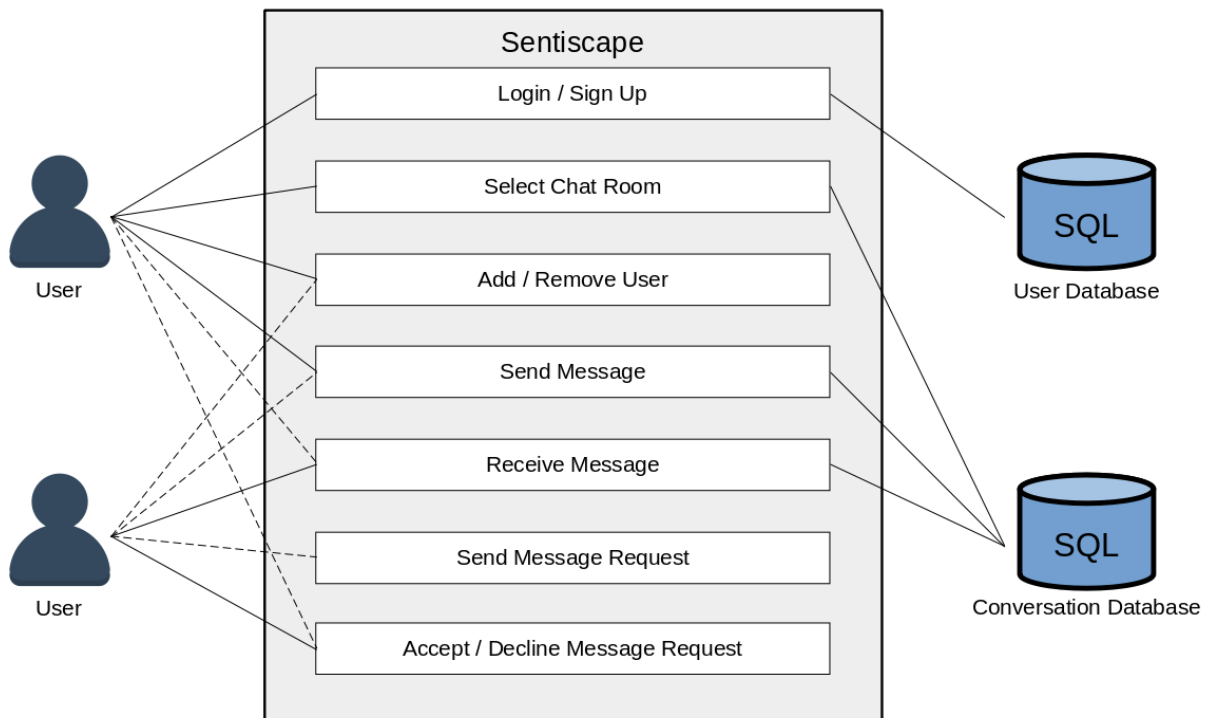 Sentiscape
Login / Sign Up
Select Chat Room
Add / Remove User
Send Message
Receive Message
Send Message Request
Accept / Decline Message Request
User
User
SQL
User Database
SQL
Conversation Database